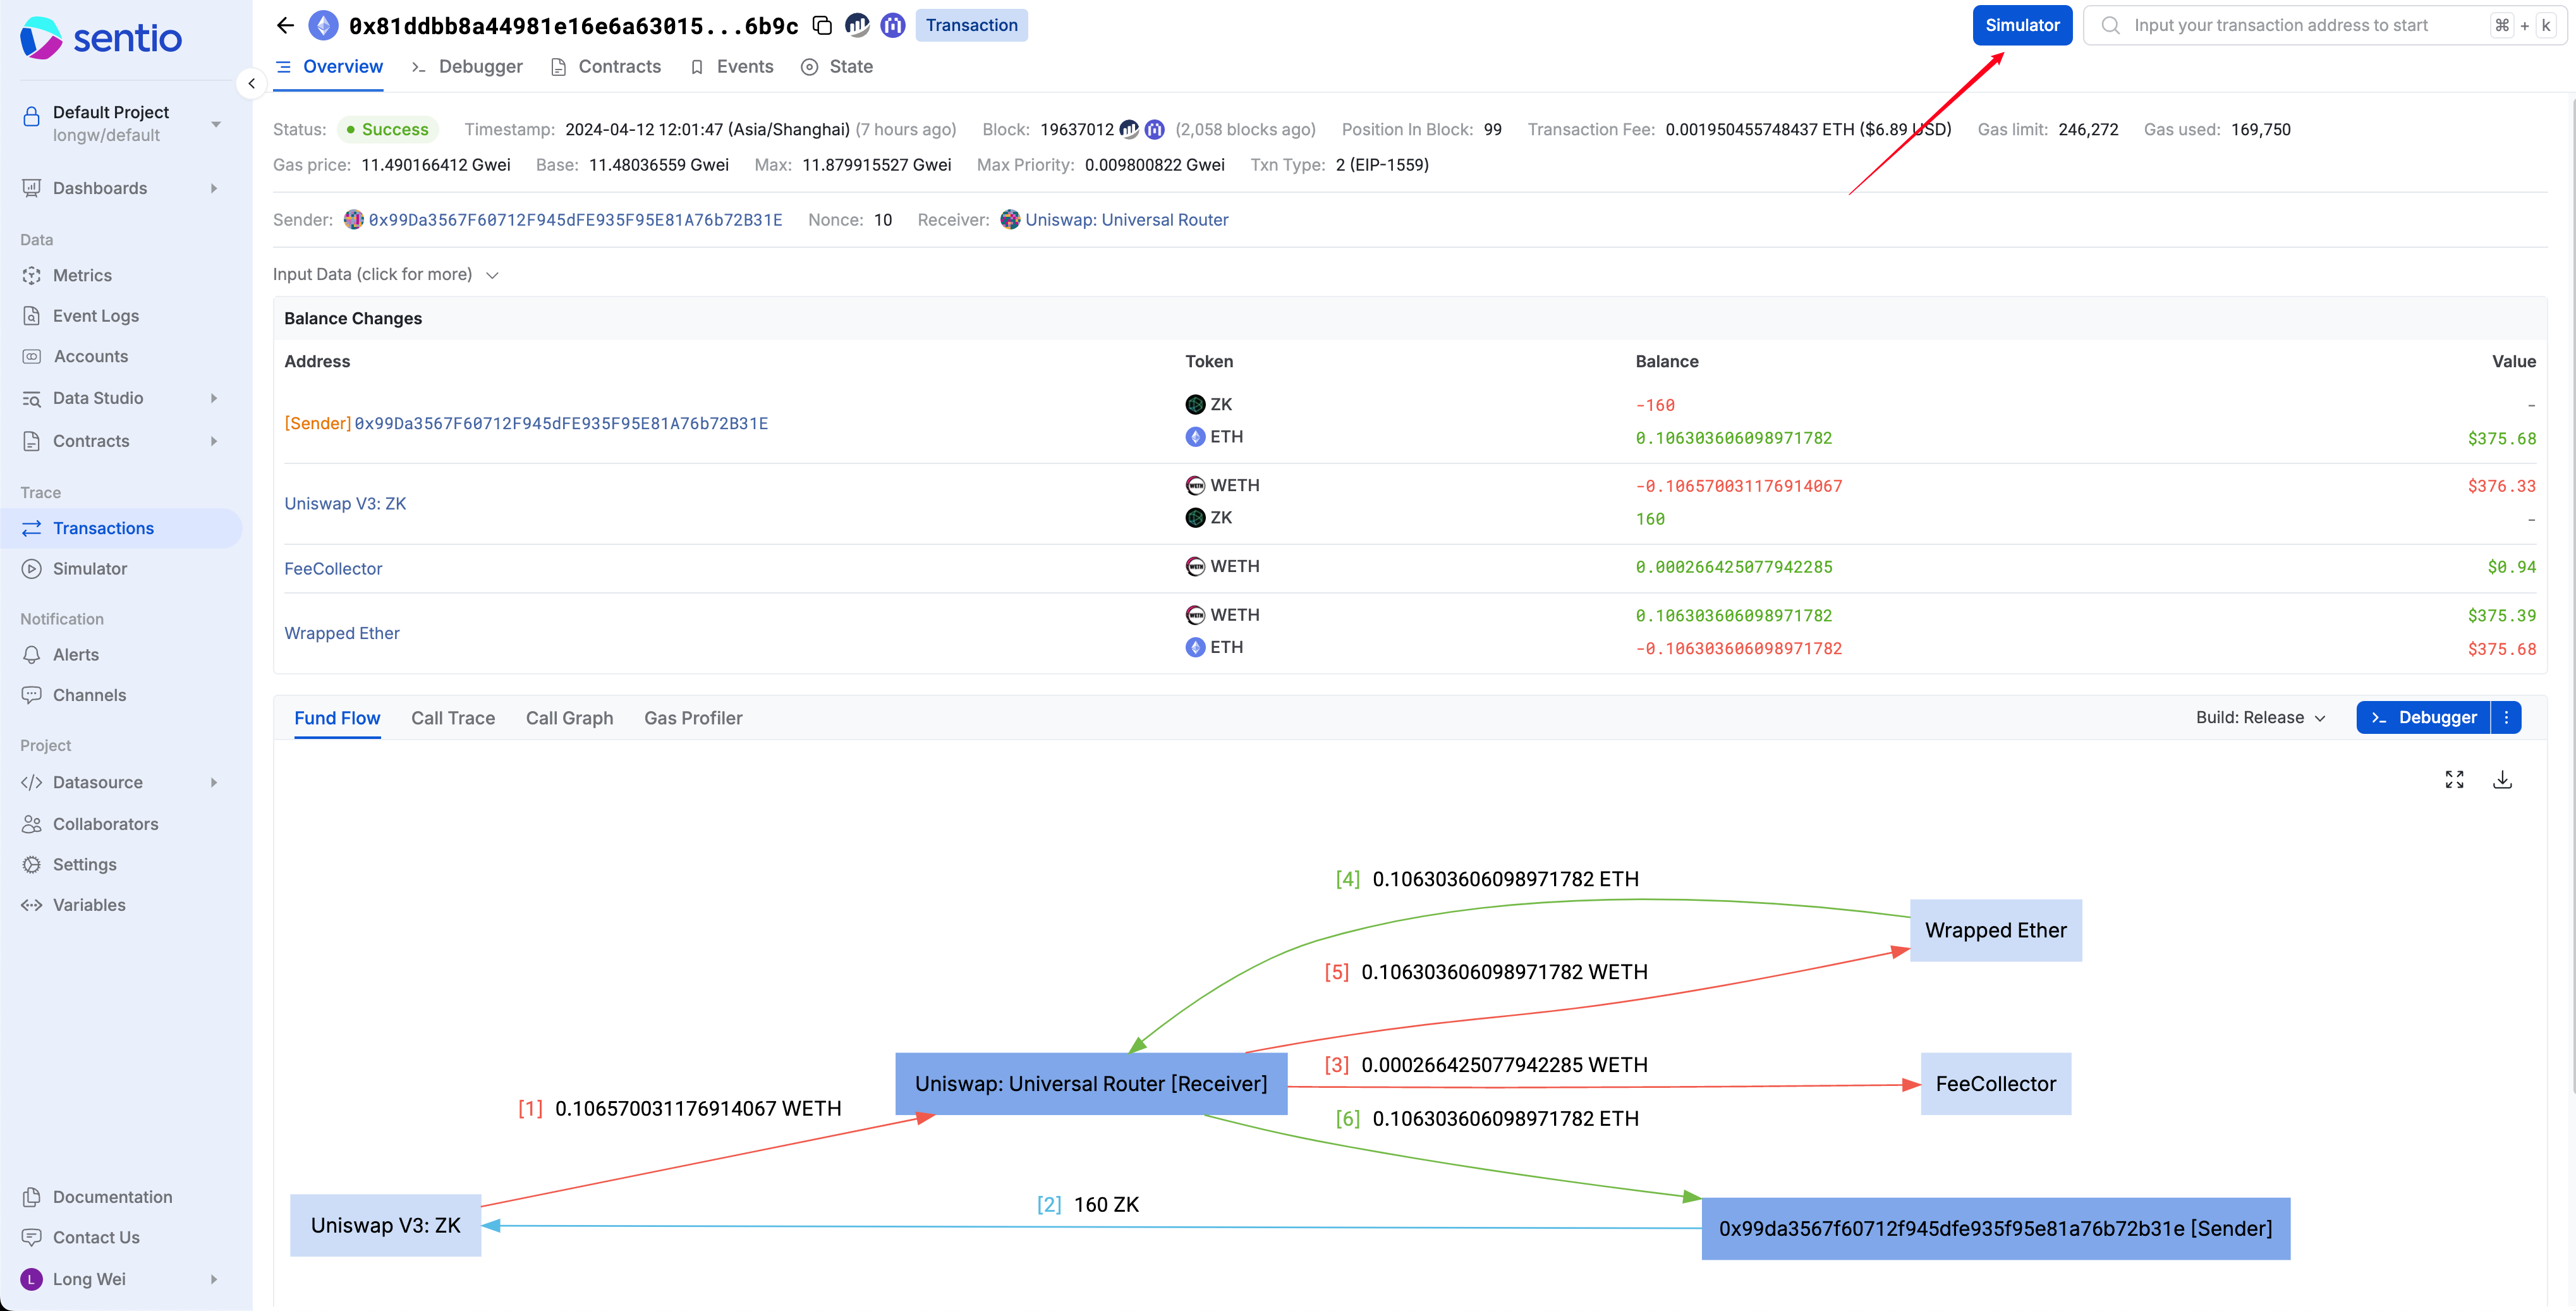 sentio
Default Project
longw/default
Dashboards
Data
Metrics
Event Logs
Accounts
Data Studio
Contracts
Trace
Transactions
Simulator
Notification
Alerts
Channels
Project
Datasource
Collaborators
Settings
Variables
Documentation
Contact Us
L Long Wei
0x81ddbb8a44981e16e6a63015...6b9c Transaction
Simulator Input your transaction address to start ⌘ + k
Overview Debugger Contracts Events State
Status: Success Timestamp: 2024-04-12 12:01:47 (Asia/Shanghai) (7 hours ago) Block: 19637012 (2,058 blocks ago) Position In Block: 99 Transaction Fee: 0.001950455748437 ETH ($6.89 USD) Gas limit: 246,272 Gas used: 169,750
Gas price: 11.490166412 Gwei Base: 11.48036559 Gwei Max: 11.879915527 Gwei Max Priority: 0.009800822 Gwei Txn Type: 2 (EIP-1559)
Sender: 0x99Da3567F60712F945dFE935F95E81A76b72B31E Nonce: 10 Receiver: Uniswap: Universal Router
Input Data (click for more)
Balance Changes
Address Token Balance Value
[Sender] 0x99Da3567F60712F945dFE935F95E81A76b72B31E
ZK -160 -
ETH 0.106303606098971782 $375.68
Uniswap V3: ZK
WETH -0.106570031176914067 $376.33
ZK 160 -
FeeCollector WETH 0.000266425077942285 $0.94
Wrapped Ether
WETH 0.106303606098971782 $375.39
ETH -0.106303606098971782 $375.68
Fund Flow Call Trace Call Graph Gas Profiler Build: Release Debugger
[4] 0.106303606098971782 ETH
Wrapped Ether
[5] 0.106303606098971782 WETH
[3] 0.000266425077942285 WETH
Uniswap: Universal Router [Receiver]
FeeCollector
[1] 0.106570031176914067 WETH
[6] 0.106303606098971782 ETH
[2] 160 ZK
Uniswap V3: ZK
0x99da3567f60712f945dfe935f95e81a76b72b31e [Sender]